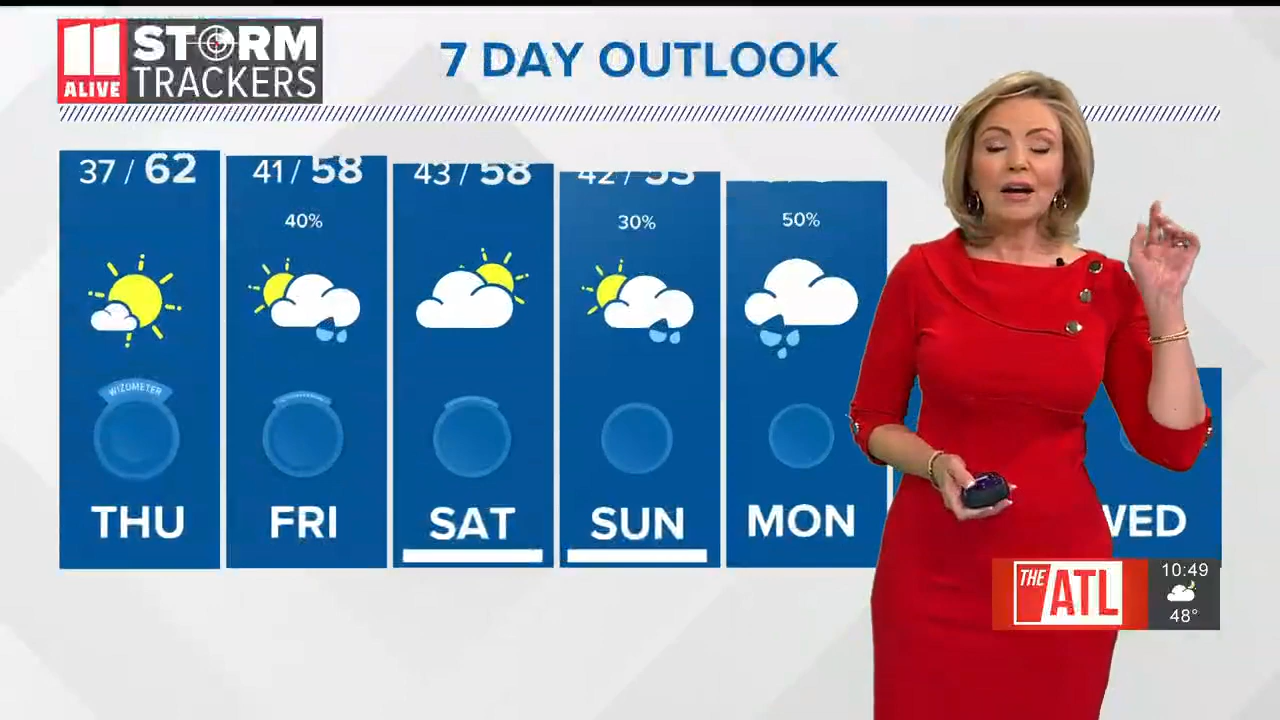 11 ALIVE STORM TRACKERS
7 DAY OUTLOOK
37 / 62
41 / 58
43 / 58
42 /
40%
30%
50%
WIZOMETER
THU
FRI
SAT
SUN
MON
WED
THE ATL
10:49
48°